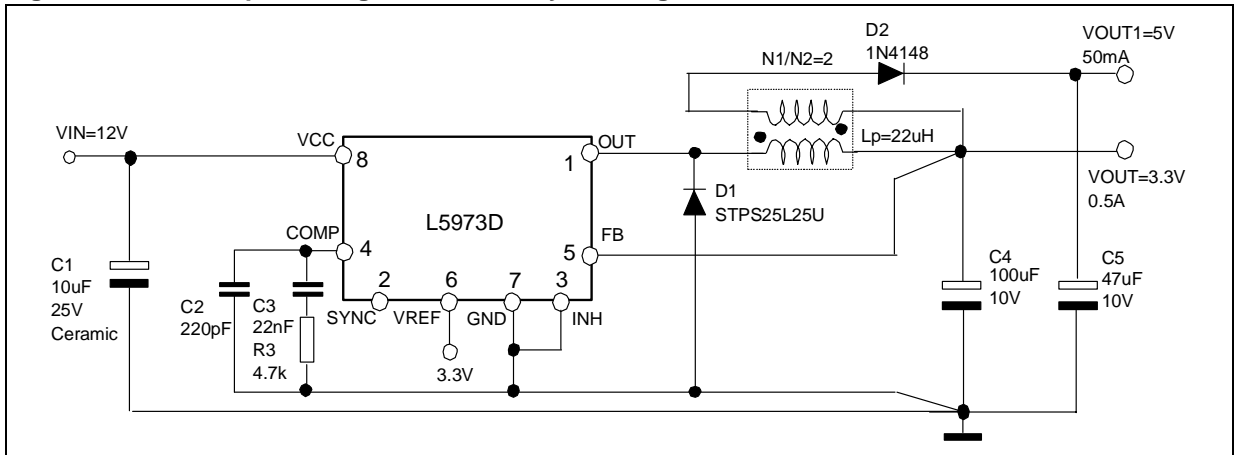 D2
1N4148
VOUT1=5V
50mA
N1/N2=2
VIN=12V
VCC
8
OUT
1
Lp=22uH
VOUT=3.3V
0.5A
D1
STPS25L25U
L5973D
COMP
4
FB
5
C1
10uF
25V
Ceramic
C2
220pF
C3
22nF
R3
4.7k
2
6
7
3
SYNC
VREF
GND
INH
3.3V
C4
100uF
10V
C5
47uF
10V